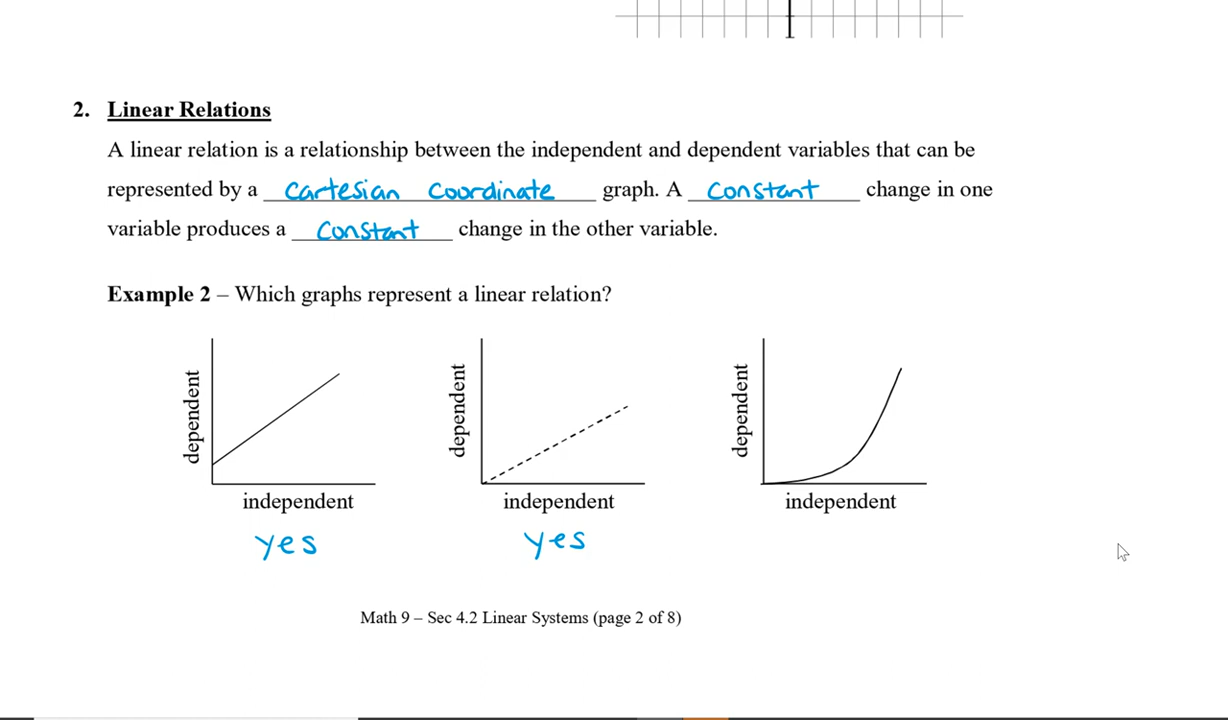 2. Linear Relations
A linear relation is a relationship between the independent and dependent variables that can be
represented by a Cartesian Coordinate graph. A Constant change in one
variable produces a Constant change in the other variable.
Example 2 – Which graphs represent a linear relation?
dependent
independent
yes
dependent
independent
yes
dependent
independent
Math 9 – Sec 4.2 Linear Systems (page 2 of 8)